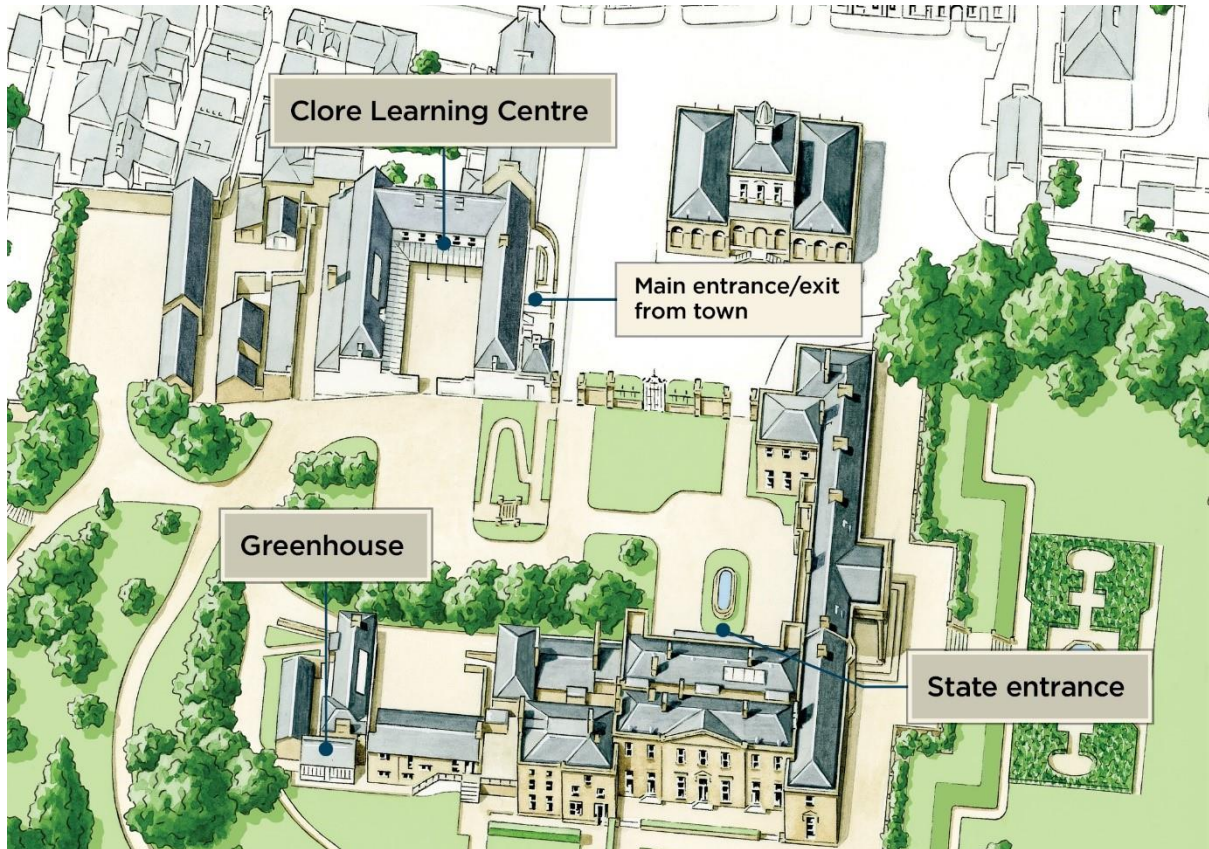 Clore Learning Centre
Main entrance/exit
from town
Greenhouse
State entrance